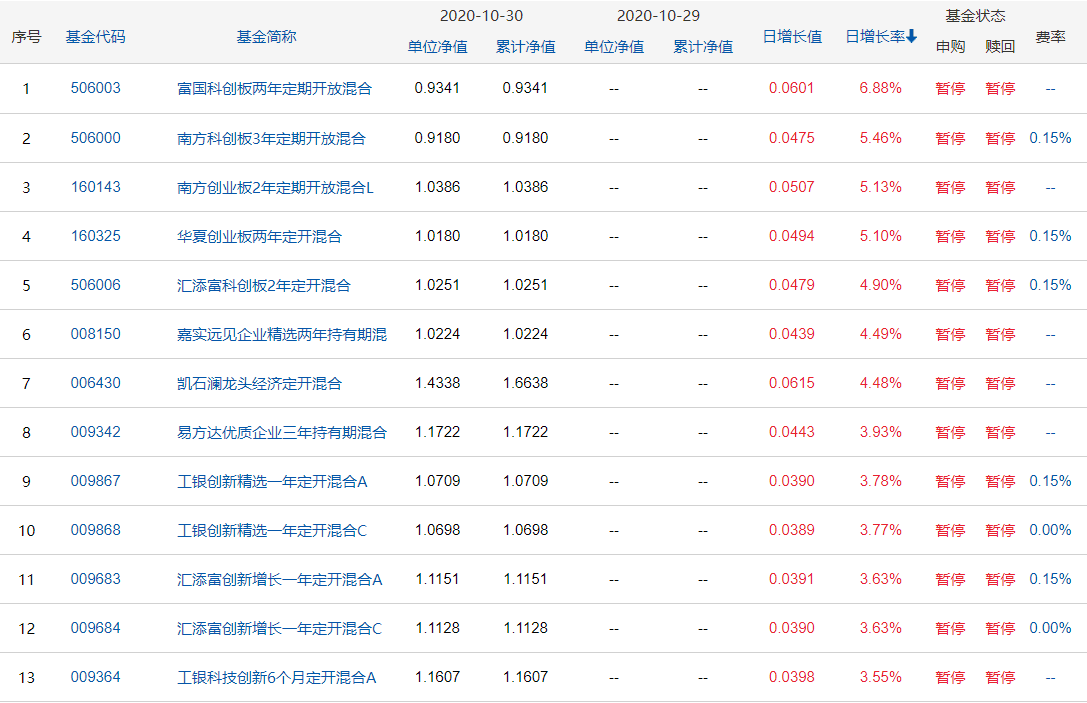 序号 基金代码 基金简称 2020-10-30 2020-10-29 日增长值 日增长率 基金状态 费率
单位净值 累计净值 单位净值 累计净值 申购 赎回
1 506003 富国科创板两年定期开放混合 0.9341 0.9341 -- -- 0.0601 6.88% 暂停 暂停 --
2 506000 南方科创板3年定期开放混合 0.9180 0.9180 -- -- 0.0475 5.46% 暂停 暂停 0.15%
3 160143 南方创业板2年定期开放混合L 1.0386 1.0386 -- -- 0.0507 5.13% 暂停 暂停 --
4 160325 华夏创业板两年定开混合 1.0180 1.0180 -- -- 0.0494 5.10% 暂停 暂停 0.15%
5 506006 汇添富科创板2年定开混合 1.0251 1.0251 -- -- 0.0479 4.90% 暂停 暂停 0.15%
6 008150 嘉实远见企业精选两年持有期混 1.0224 1.0224 -- -- 0.0439 4.49% 暂停 暂停 --
7 006430 凯石澜龙头经济定开混合 1.4338 1.6638 -- -- 0.0615 4.48% 暂停 暂停 --
8 009342 易方达优质企业三年持有期混合 1.1722 1.1722 -- -- 0.0443 3.93% 暂停 暂停 --
9 009867 工银创新精选一年定开混合A 1.0709 1.0709 -- -- 0.0390 3.78% 暂停 暂停 0.15%
10 009868 工银创新精选一年定开混合C 1.0698 1.0698 -- -- 0.0389 3.77% 暂停 暂停 0.00%
11 009683 汇添富创新增长一年定开混合A 1.1151 1.1151 -- -- 0.0391 3.63% 暂停 暂停 0.15%
12 009684 汇添富创新增长一年定开混合C 1.1128 1.1128 -- -- 0.0390 3.63% 暂停 暂停 0.00%
13 009364 工银科技创新6个月定开混合A 1.1607 1.1607 -- -- 0.0398 3.55% 暂停 暂停 --